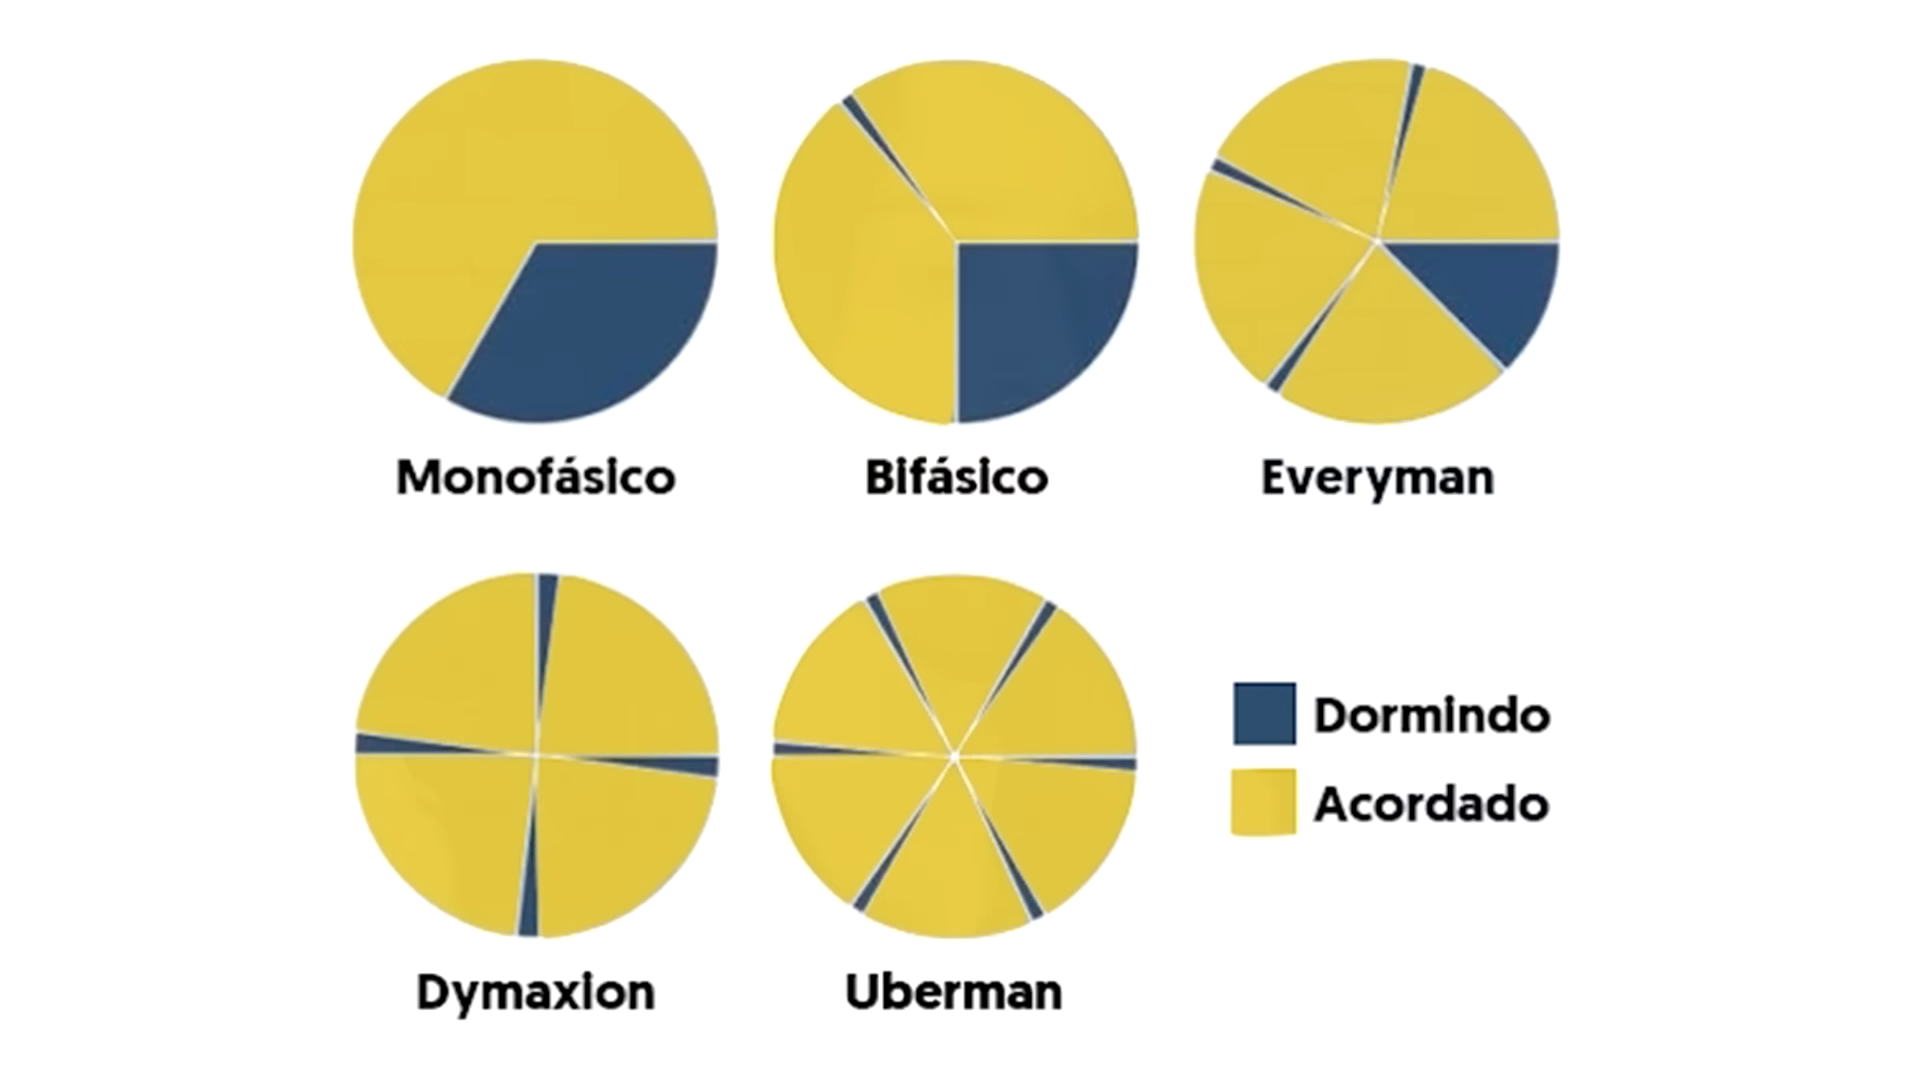 Monofásico
Bifásico
Everyman
Dymaxion
Uberman
Dormindo
Acordado